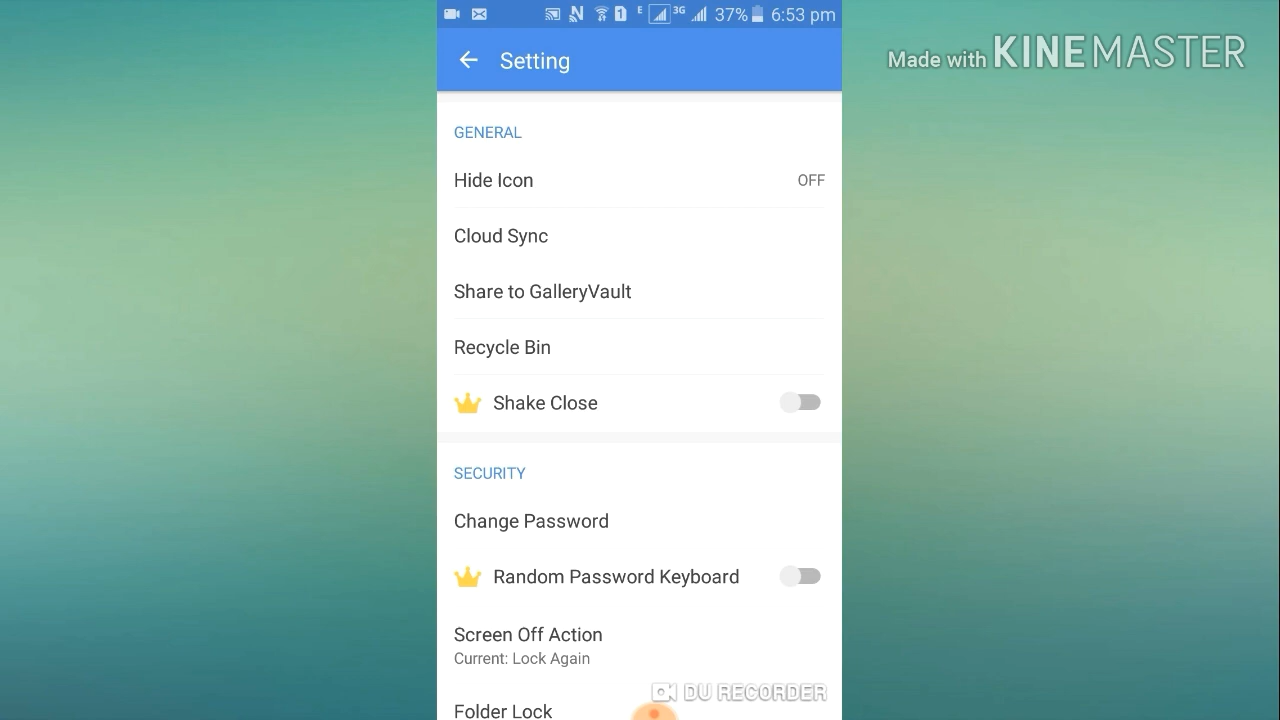 E 3G 37% 6:53 pm
Setting
Made with KINEMASTER
GENERAL
Hide Icon OFF
Cloud Sync
Share to GalleryVault
Recycle Bin
Shake Close
SECURITY
Change Password
Random Password Keyboard
Screen Off Action
Current: Lock Again
DU RECORDER
Folder Lock